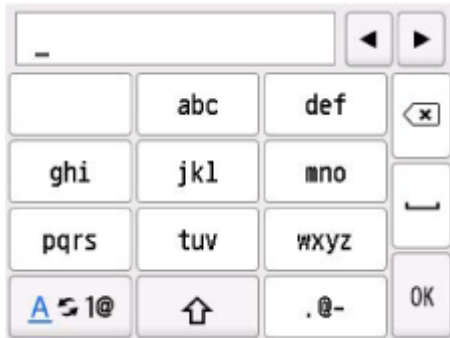 _
abc def
ghi jkl mno
pqrs tuv wxyz
A 1@ .@- OK